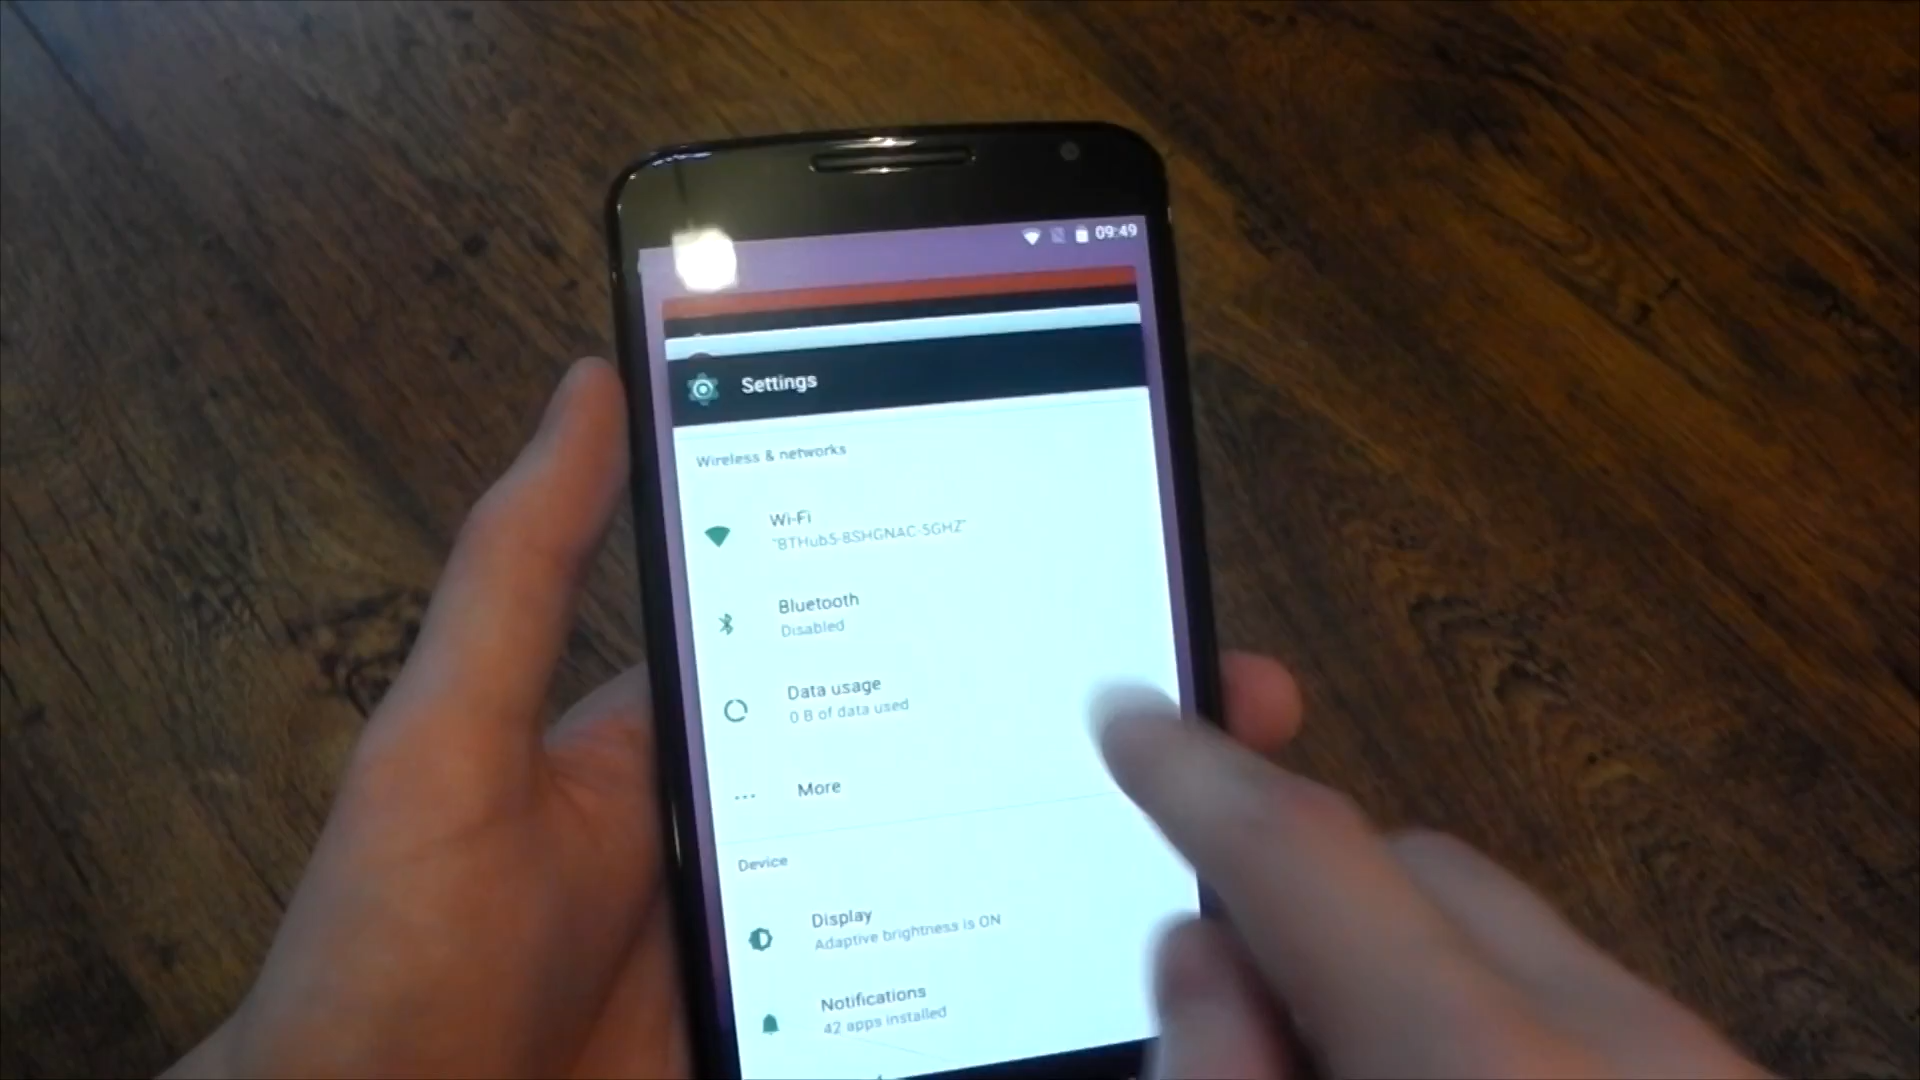 09:49
Settings
Wireless & networks
Wi-Fi
"BTHub5-8SHGNAC-5GHZ"
Bluetooth
Disabled
Data usage
0 B of data used
More
Device
Display
Adaptive brightness is ON
Notifications
42 apps installed